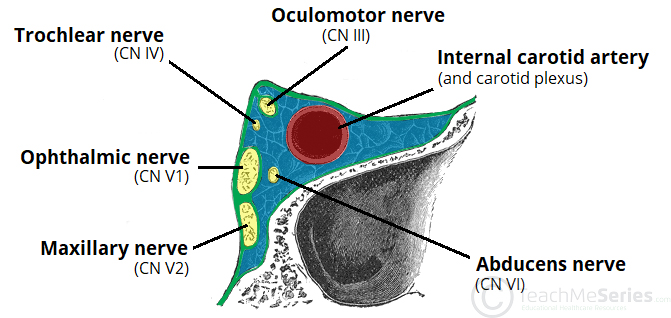 Oculomotor nerve
(CN III)
Trochlear nerve
(CN IV)
Internal carotid artery
(and carotid plexus)
Ophthalmic nerve
(CN V1)
Maxillary nerve
(CN V2)
Abducens nerve
(CN VI)
© TeachMeSeries.com